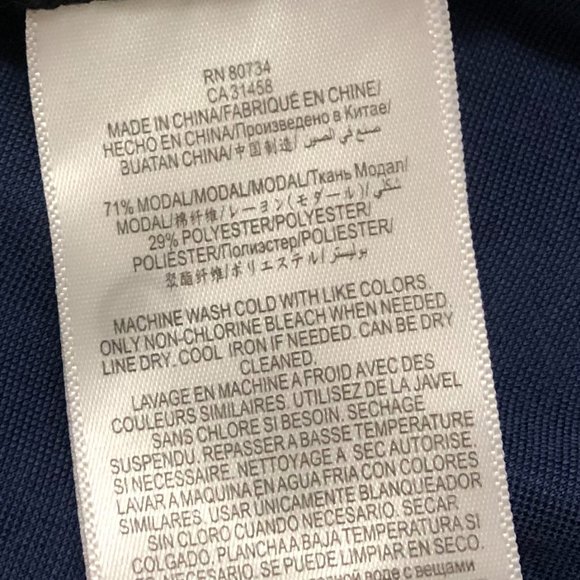 RN 80734
CA 31458
MADE IN CHINA/FABRIQUÉ EN CHINE/
HECHO EN CHINA/Произведено в Китае/
BUATAN CHINA/中国制造/ صنع في الصين
71% MODAL/MODAL/MODAL/Ткань Модал/
MODAL/棉纤维/レーヨン(モダール)/شكلي/
29% POLYESTER/POLYESTER/
POLIÉSTER/Полиэстер/POLIESTER/
聚酯纤维/ポリエステル/بوليستر
MACHINE WASH COLD WITH LIKE COLORS.
ONLY NON-CHLORINE BLEACH WHEN NEEDED.
LINE DRY. COOL IRON IF NEEDED. CAN BE DRY
CLEANED.
LAVAGE EN MACHINE A FROID AVEC DES
COULEURS SIMILAIRES. UTILISEZ DE LA JAVEL
SANS CHLORE SI BESOIN. SECHAGE
SUSPENDU. REPASSER A BASSE TEMPERATURE
SI NECESSAIRE. NETTOYAGE A SEC AUTORISE.
LAVAR A MAQUINA EN AGUA FRIA CON COLORES
SIMILARES. USAR UNICAMENTE BLANQUEADOR
SIN CLORO CUANDO NECESARIO. SECAR
COLGADO. PLANCHA A BAJA TEMPERATURA SI
ES NECESARIO. SE PUEDE LIMPIAR EN SECO.
воде с вещами